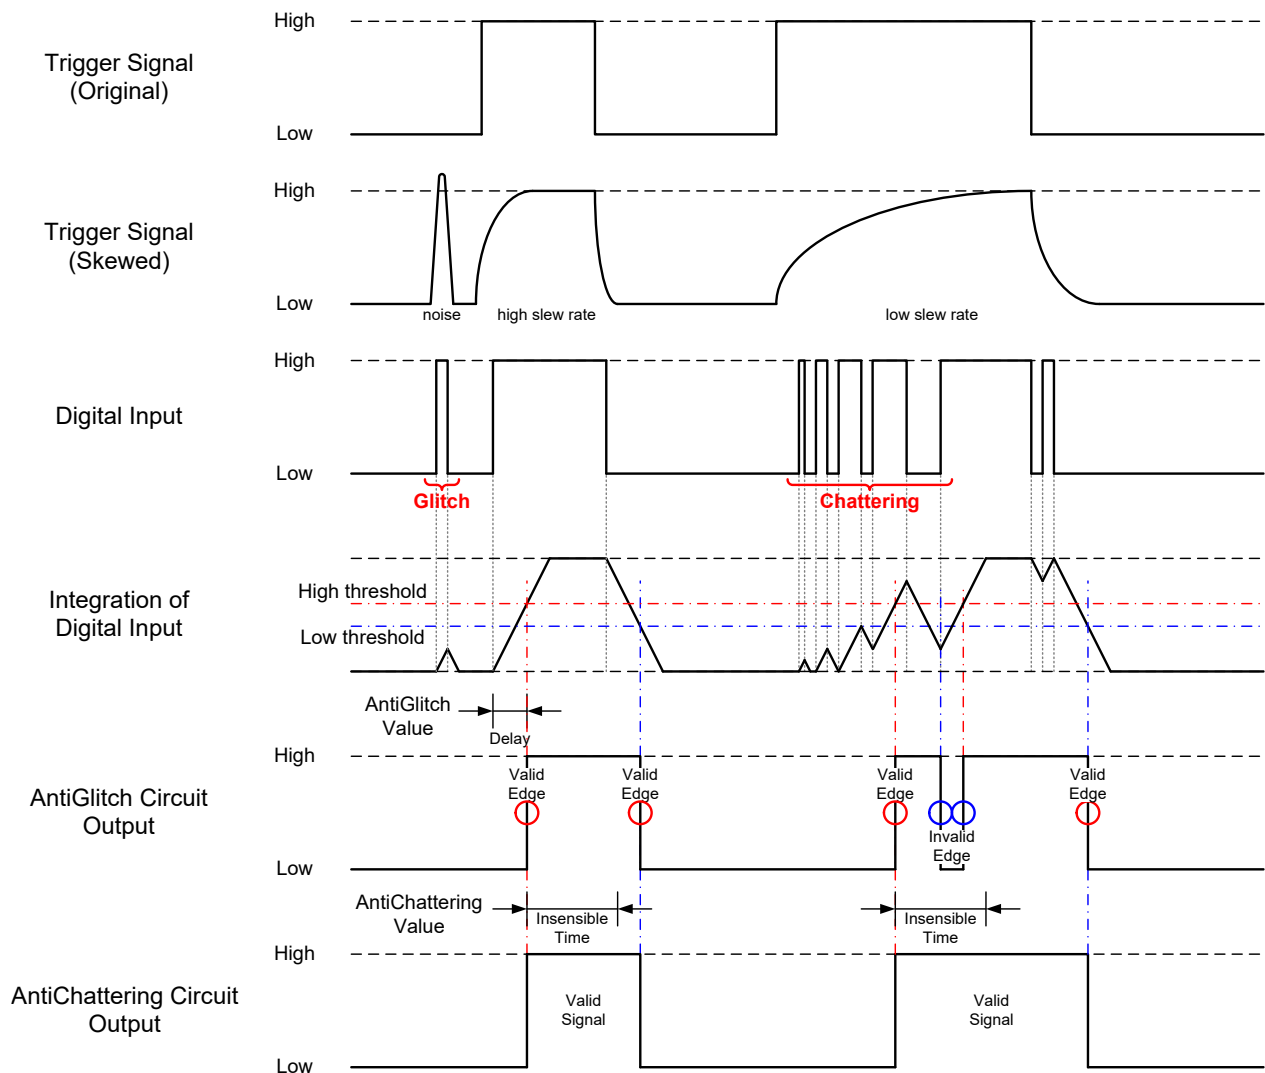 High
Trigger Signal
(Original)
Low
High
Trigger Signal
(Skewed)
Low
noise
high slew rate
low slew rate
High
Digital Input
Low
Glitch
Chattering
High threshold
Integration of
Digital Input
Low threshold
AntiGlitch
Value
Delay
High
Valid
Edge
Valid
Edge
Valid
Edge
Valid
Edge
AntiGlitch Circuit
Output
Invalid
Edge
Low
AntiChattering
Value
Insensible
Time
Insensible
Time
High
AntiChattering Circuit
Output
Valid
Signal
Valid
Signal
Low